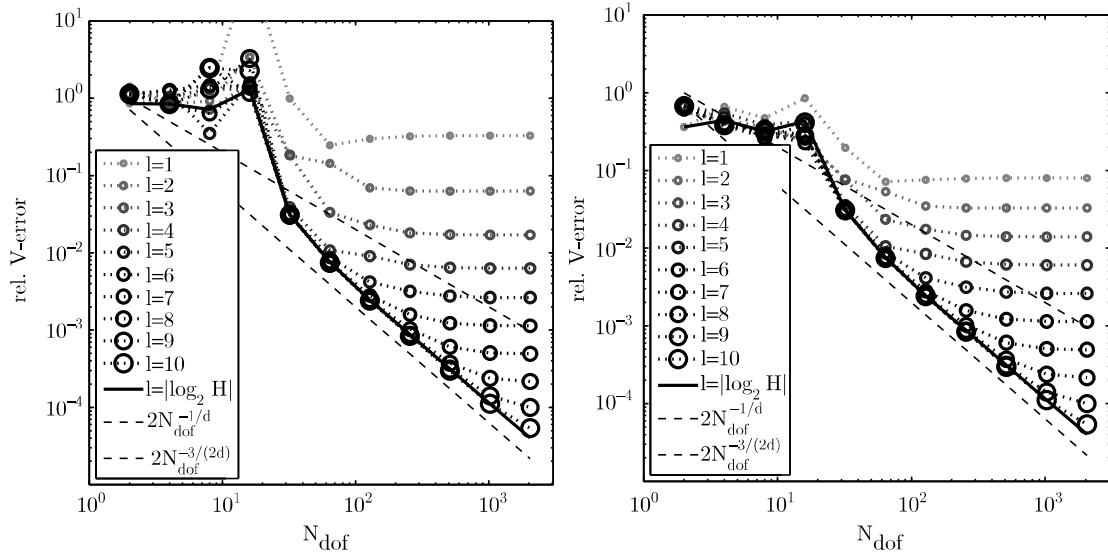 10^1
10^0
10^-1
10^-2
10^-3
10^-4
rel. V-error
l=1
l=2
l=3
l=4
l=5
l=6
l=7
l=8
l=9
l=10
l=|log_2 H|
2N_dof^-1/d
2N_dof^-3/(2d)
10^0
10^1
10^2
10^3
N_dof
10^1
10^0
10^-1
10^-2
10^-3
10^-4
rel. V-error
l=1
l=2
l=3
l=4
l=5
l=6
l=7
l=8
l=9
l=10
l=|log_2 H|
2N_dof^-1/d
2N_dof^-3/(2d)
10^0
10^1
10^2
10^3
N_dof